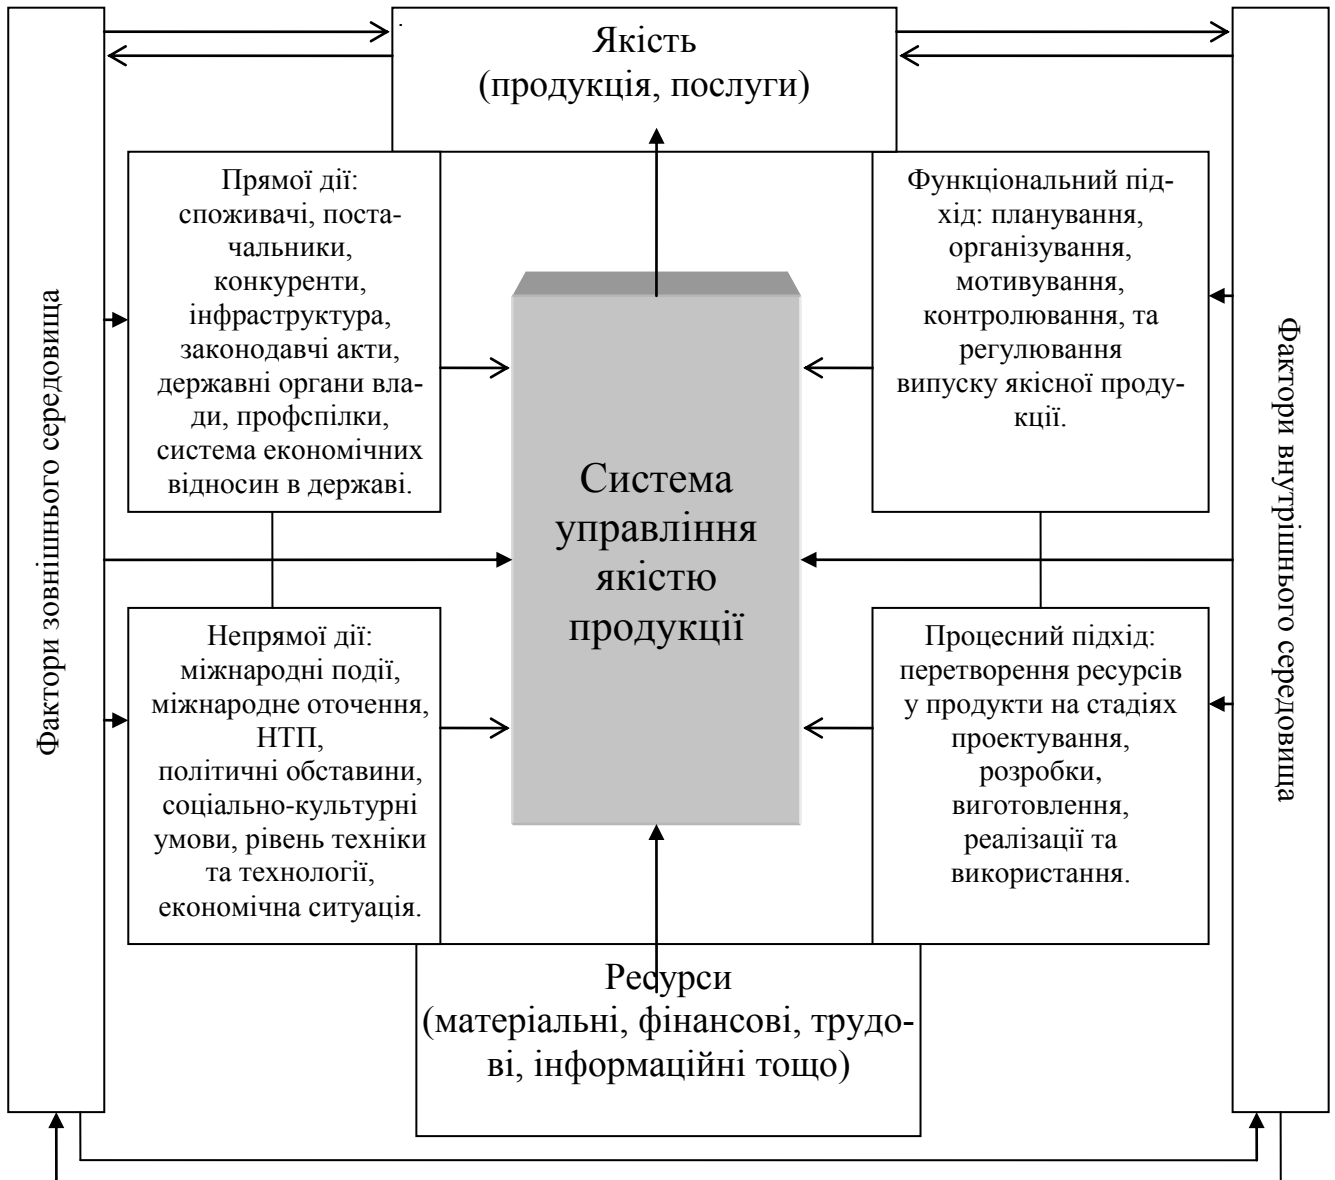 Якість
(продукція, послуги)
Фактори зовнішнього середовища
Прямої дії:
споживачі, поста-
чальники,
конкуренти,
інфраструктура,
законодавчі акти,
державні органи вла-
ди, профспілки,
система економічних
відносин в державі.
Функціональний під-
хід: планування,
організування,
мотивування,
контролювання, та
регулювання
випуску якісної проду-
кції.
Фактори внутрішнього середовища
Система
управління
якістю
продукції
Непрямої дії:
міжнародні події,
міжнародне оточення,
НТП,
політичні обставини,
соціально-культурні
умови, рівень техніки
та технології,
економічна ситуація.
Процесний підхід:
перетворення ресурсів
у продукти на стадіях
проектування,
розробки,
виготовлення,
реалізації та
використання.
Ресурси
(матеріальні, фінансові, трудо-
ві, інформаційні тощо)